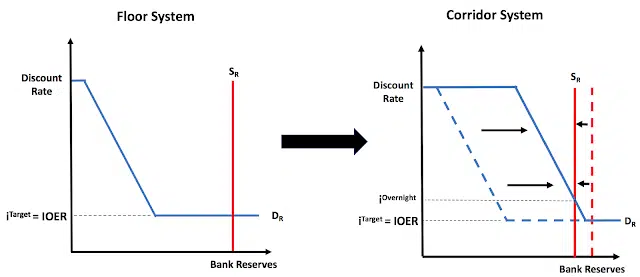 Floor System
Discount
Rate
S_R
i^Target = IOER
D_R
Bank Reserves
Corridor System
Discount
Rate
S_R
i^Overnight
i^Target = IOER
D_R
Bank Reserves